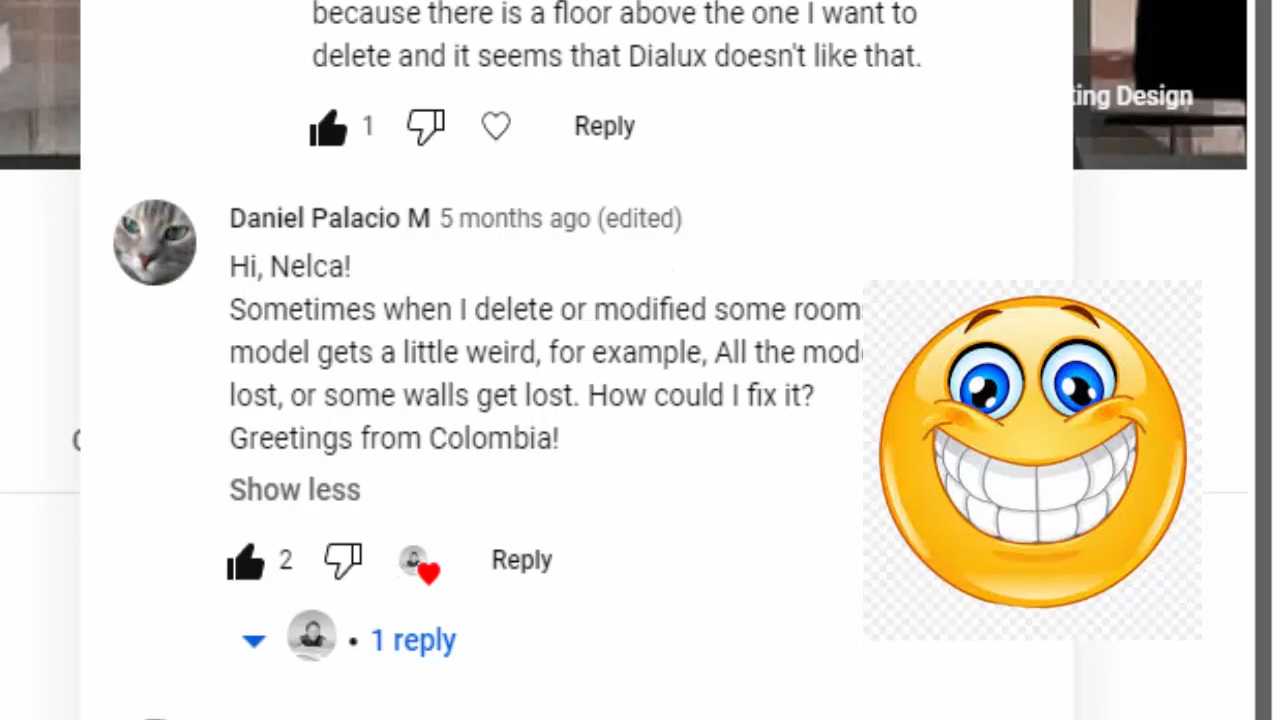 because there is a floor above the one I want to
delete and it seems that Dialux doesn't like that.
ting Design
1
Reply
Daniel Palacio M 5 months ago (edited)
Hi, Nelca!
Sometimes when I delete or modified some room
model gets a little weird, for example, All the mod
lost, or some walls get lost. How could I fix it?
Greetings from Colombia!
Show less
2
Reply
• 1 reply